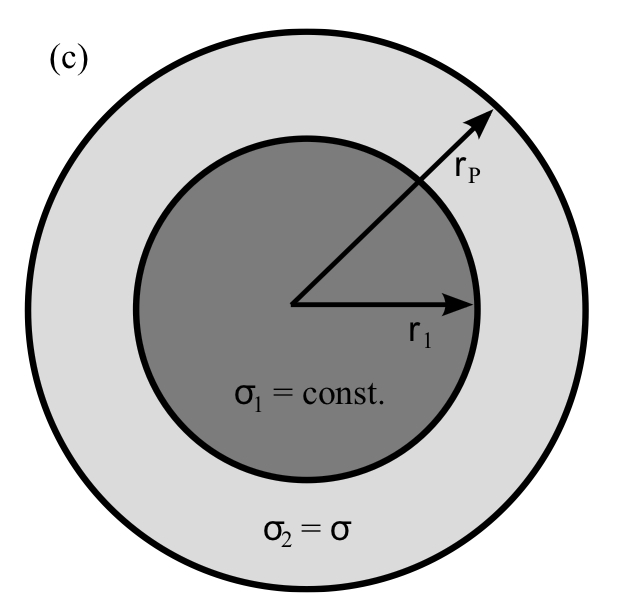 (c)
r_P
r_1
σ_1 = const.
σ_2 = σ